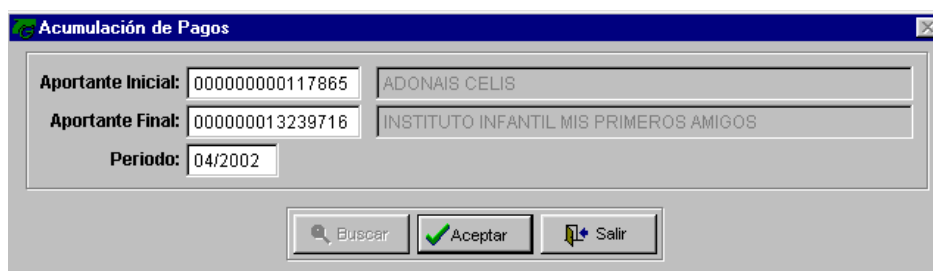 Acumulación de Pagos
Aportante Inicial: 000000000117865 ADONAIS CELIS
Aportante Final: 000000013239716 INSTITUTO INFANTIL MIS PRIMEROS AMIGOS
Periodo: 04/2002
Buscar Aceptar Salir